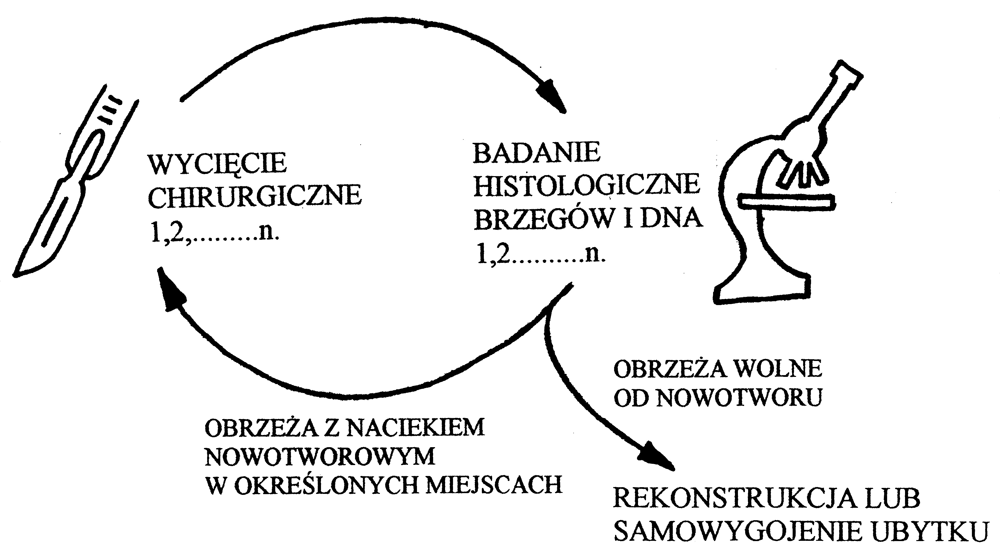 WYCIĘCIE
CHIRURGICZNE
1,2,.........n.
BADANIE
HISTOLOGICZNE
BRZEGÓW I DNA
1,2..........n.
OBRZEŻA WOLNE
OD NOWOTWORU
OBRZEŻA Z NACIEKIEM
NOWOTWOROWYM
W OKREŚLONYCH MIEJSCACH
REKONSTRUKCJA LUB
SAMOWYGOJENIE UBYTKU